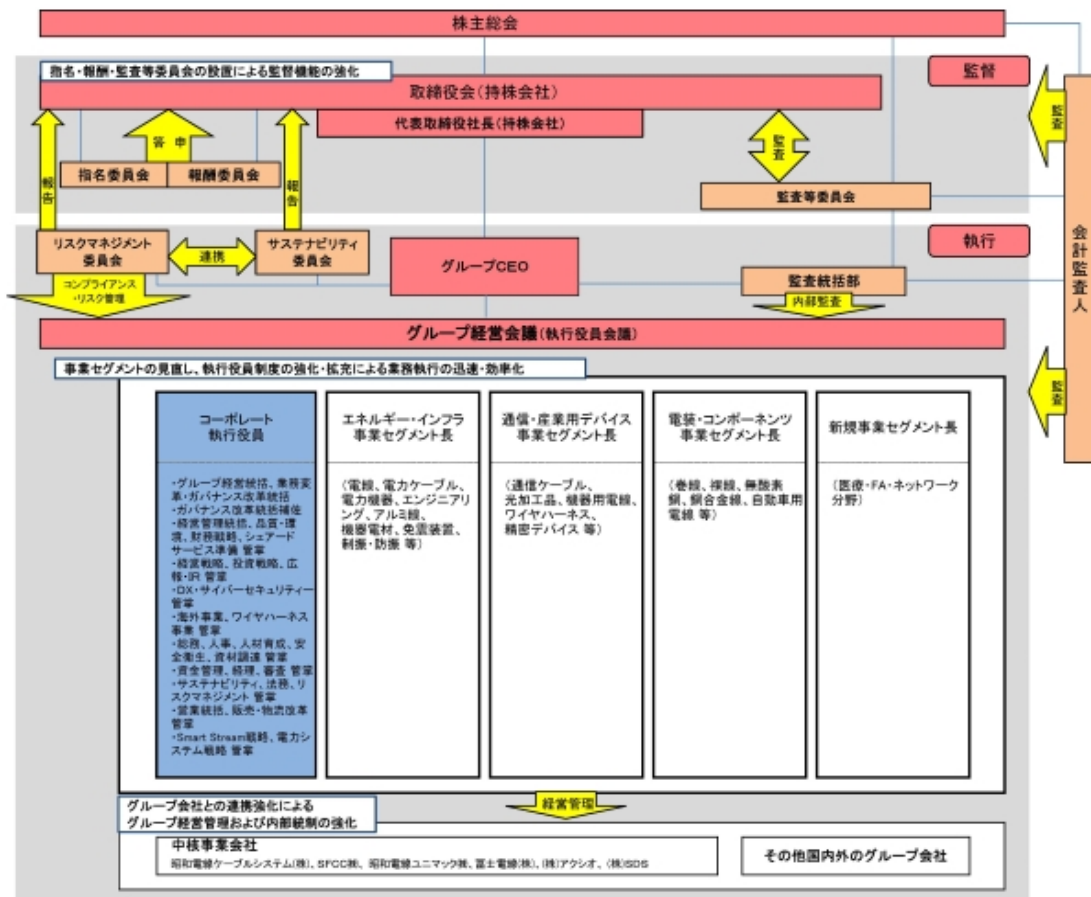 株主総会
指名・報酬・監査等委員会の設置による監督機能の強化
監督
取締役会(持株会社)
代表取締役社長(持株会社)
答 申
監査
監査
報告
報告
指名委員会
報酬委員会
監査等委員会
会計監査人
リスクマネジメント
委員会
連携
サステナビリティ
委員会
グループCEO
執行
監査統括部
コンプライアンス
・リスク管理
内部監査
グループ経営会議(執行役員会議)
監査
事業セグメントの見直し、執行役員制度の強化・拡充による業務執行の迅速・効率化
コーポレート
執行役員
・グループ経営統括、業務変
革・ガバナンス改革統括
・ガバナンス改革統括補佐
・経営管理統括、品質・環
境、財務戦略、シェアード
サービス準備 管掌
・経営戦略、投資戦略、広
報・IR 管掌
・DX・サイバーセキュリティー
管掌
・海外事業、ワイヤハーネス
事業 管掌
・総務、人事、人材育成、安
全衛生、資材調達 管掌
・資金管理、経理、審査 管掌
・サステナビリティ、法務、リ
スクマネジメント 管掌
・営業統括、販売・物流改革
管掌
・Smart Stream戦略、電力シ
ステム戦略 管掌
エネルギー・インフラ
事業セグメント長
(電線、電力ケーブル、
電力機器、エンジニアリ
ング、アルミ線、
機器電材、免震装置、
制振・防振 等)
通信・産業用デバイス
事業セグメント長
(通信ケーブル、
光加工品、機器用電線、
ワイヤハーネス、
精密デバイス 等)
電装・コンポーネンツ
事業セグメント長
(巻線、裸線、無酸素
銅、銅合金線、自動車用
電線 等)
新規事業セグメント長
(医療・FA・ネットワーク
分野)
経営管理
グループ会社との連携強化による
グループ経営管理および内部統制の強化
中核事業会社
昭和電線ケーブルシステム(株)、SFCC㈱、昭和電線ユニマック㈱、冨士電線(株)、(株)アクシオ、(株)SDS
その他国内外のグループ会社